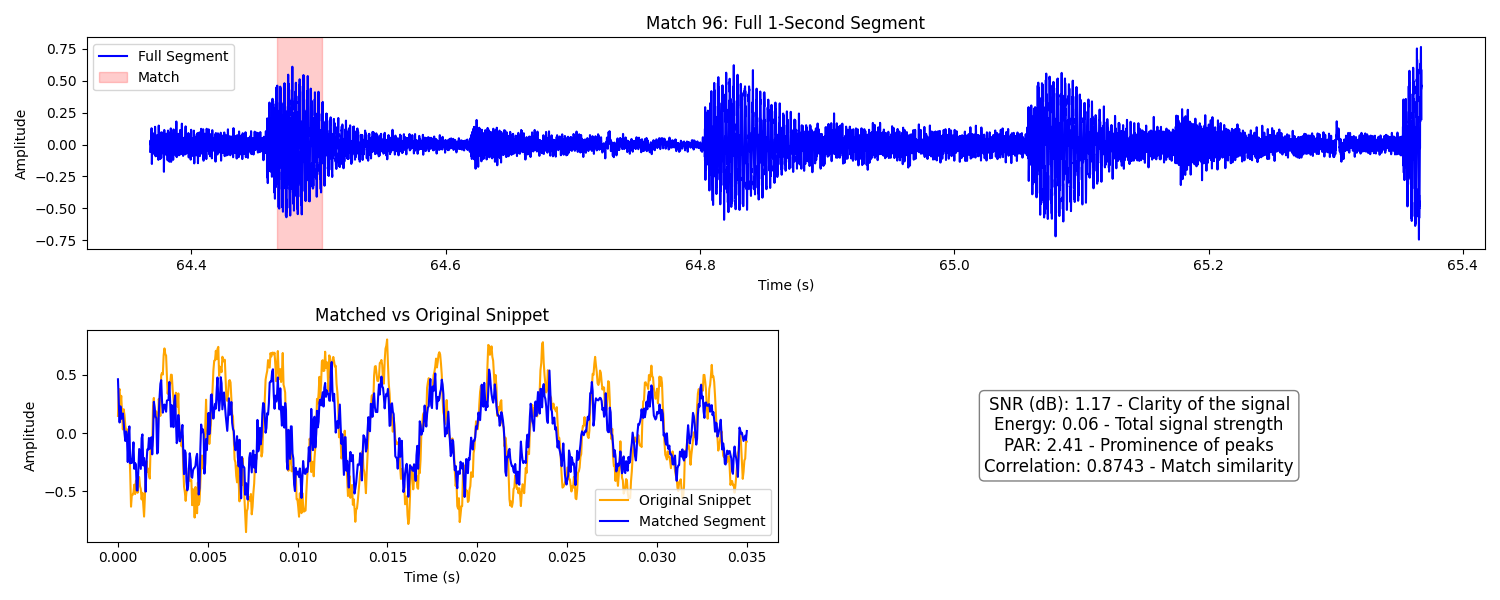 Match 96: Full 1-Second Segment
Amplitude
0.75
0.50
0.25
0.00
−0.25
−0.50
−0.75
Full Segment
Match
64.4
64.6
64.8
65.0
65.2
65.4
Time (s)
Matched vs Original Snippet
Amplitude
0.5
0.0
−0.5
Original Snippet
Matched Segment
0.000
0.005
0.010
0.015
0.020
0.025
0.030
0.035
Time (s)
SNR (dB): 1.17 - Clarity of the signal
Energy: 0.06 - Total signal strength
PAR: 2.41 - Prominence of peaks
Correlation: 0.8743 - Match similarity